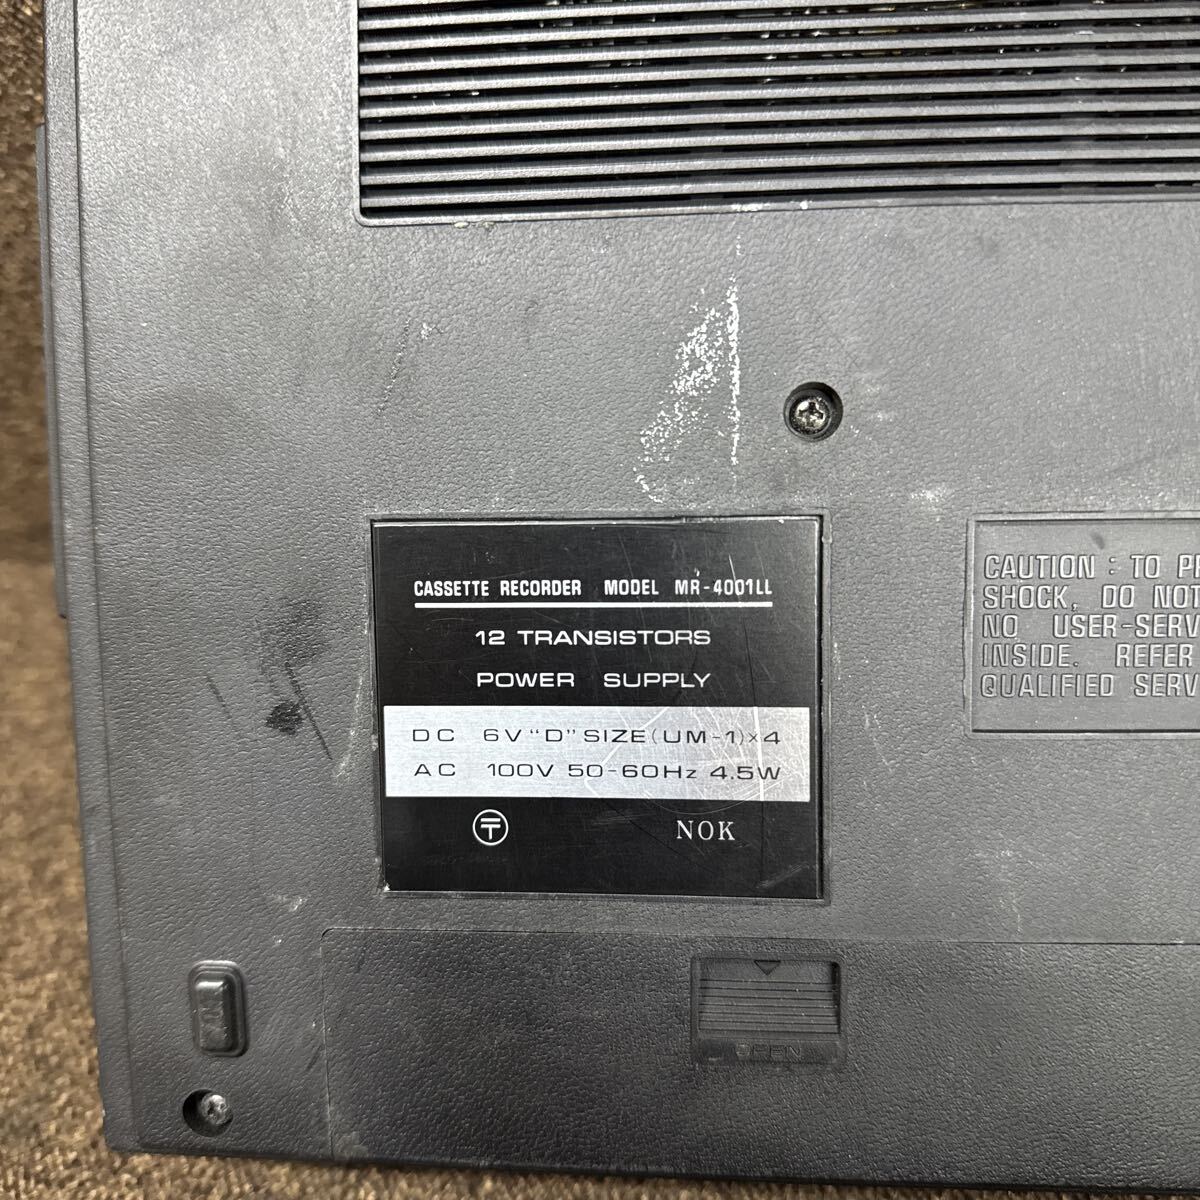 CASSETTE RECORDER MODEL MR-4001LL
12 TRANSISTORS
POWER SUPPLY
DC 6V "D" SIZE (UM-1)×4
AC 100V 50-60Hz 4.5W
〒 NOK
CAUTION : TO
SHOCK, DO NOT
NO USER-SERV
INSIDE. REFER
QUALIFIED SERV
OPEN